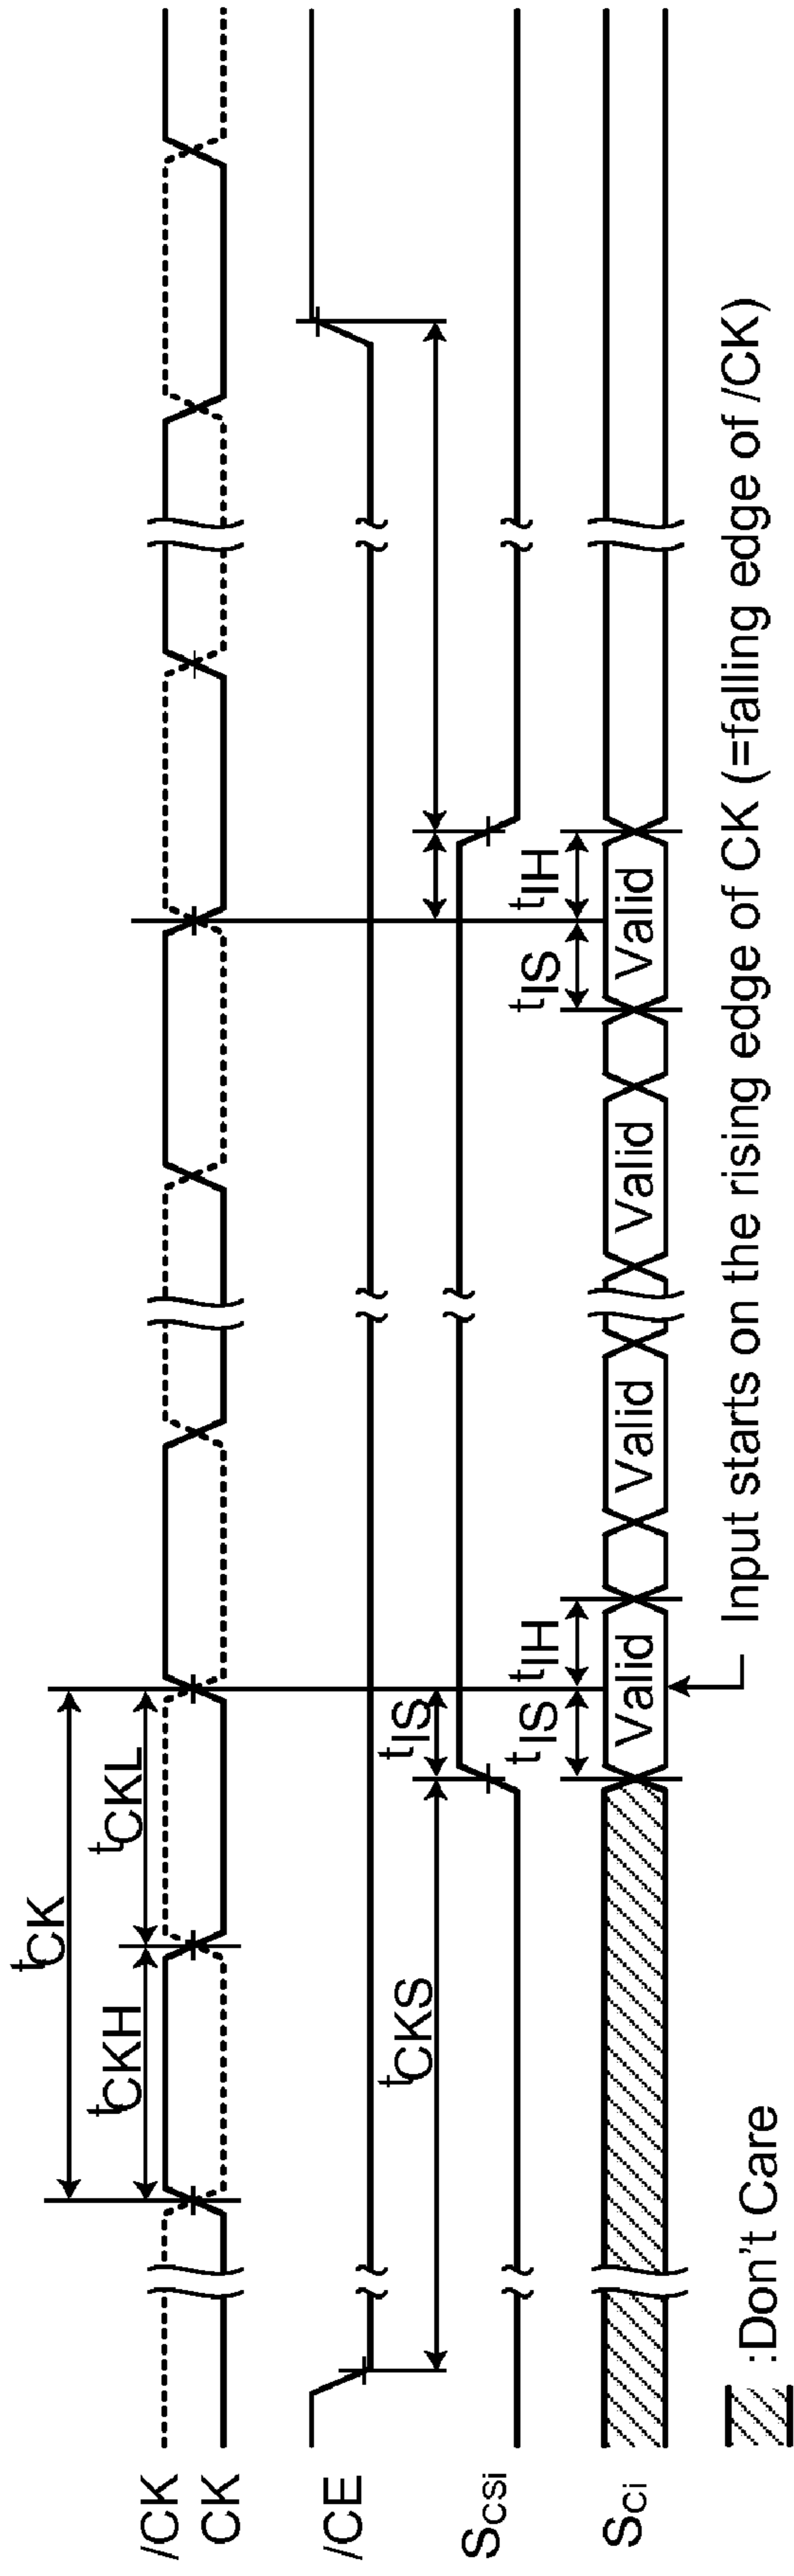 tCK
tCKH
tCKL
/CK
CK
/CE
tCKS
tIS
SCSi
tIS
tIH
tIS
tIH
SCi
Valid
Valid
Valid
Valid
Input starts on the rising edge of CK (=falling edge of /CK)
:Don't Care